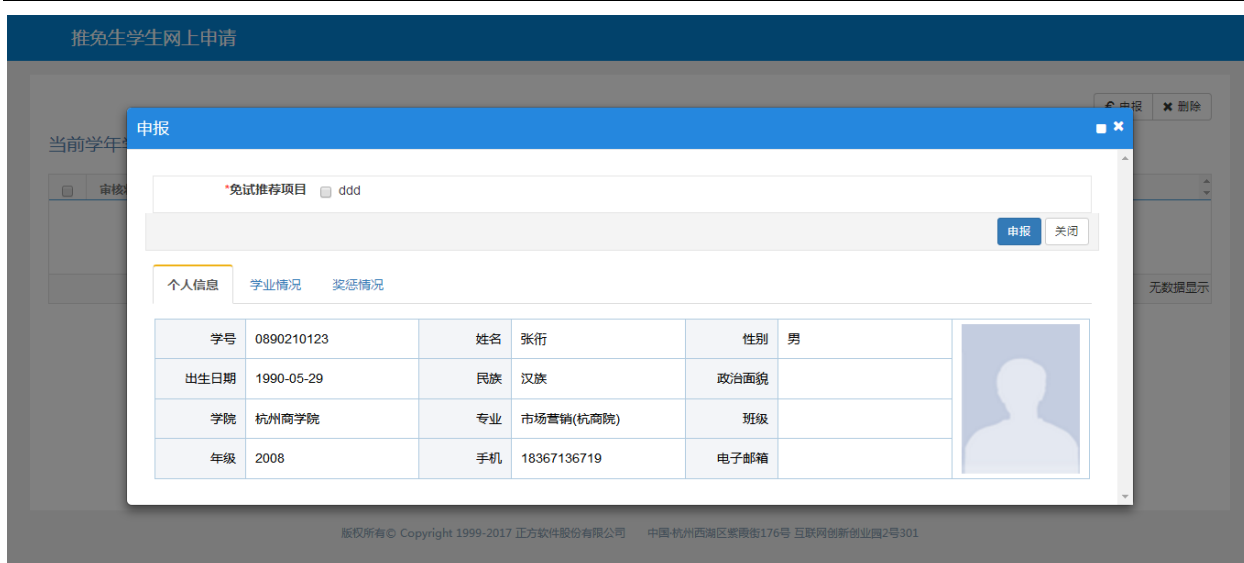 推免生学生网上申请
申报 删除
当前学年
申报
审核
*免试推荐项目 ddd
申报 关闭
个人信息 学业情况 奖惩情况
无数据显示
学号 0890210123 姓名 张衎 性别 男
出生日期 1990-05-29 民族 汉族 政治面貌
学院 杭州商学院 专业 市场营销(杭商院) 班级
年级 2008 手机 18367136719 电子邮箱
版权所有© Copyright 1999-2017 正方软件股份有限公司 中国·杭州西湖区紫霞街176号 互联网创新创业园2号301